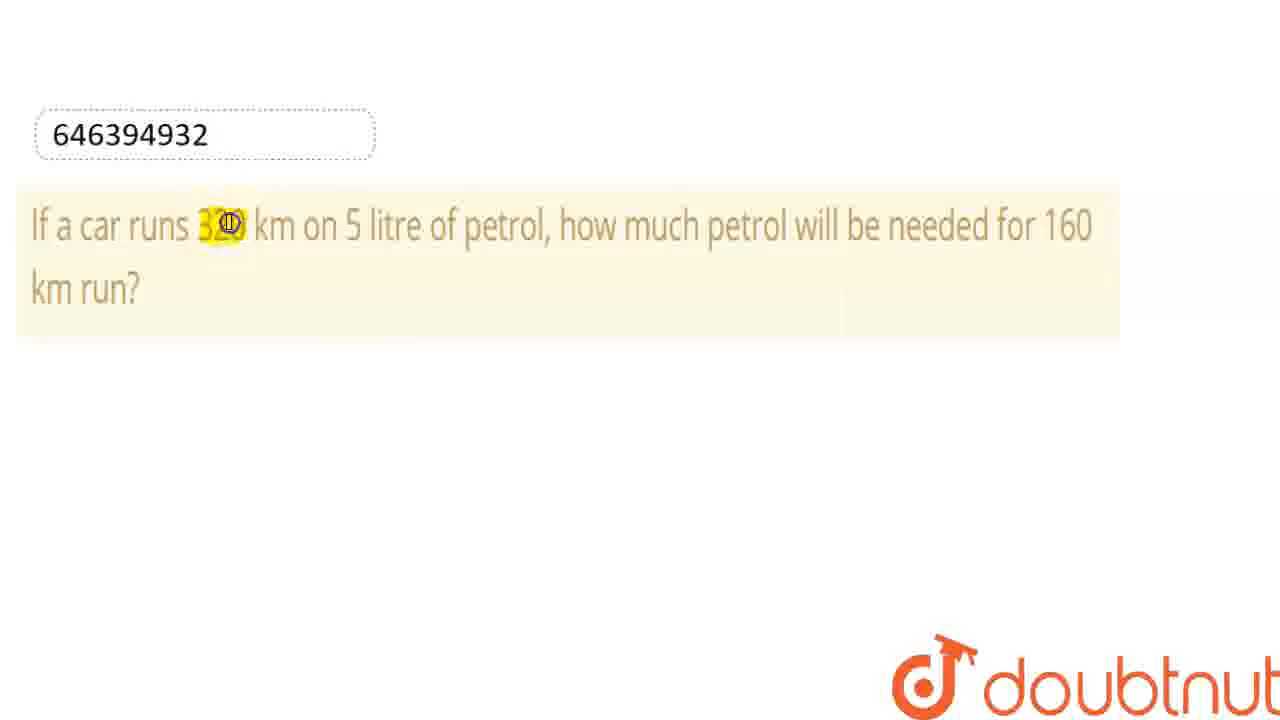 646394932
If a car runs 320 km on 5 litre of petrol, how much petrol will be needed for 160
km run?
doubtnut